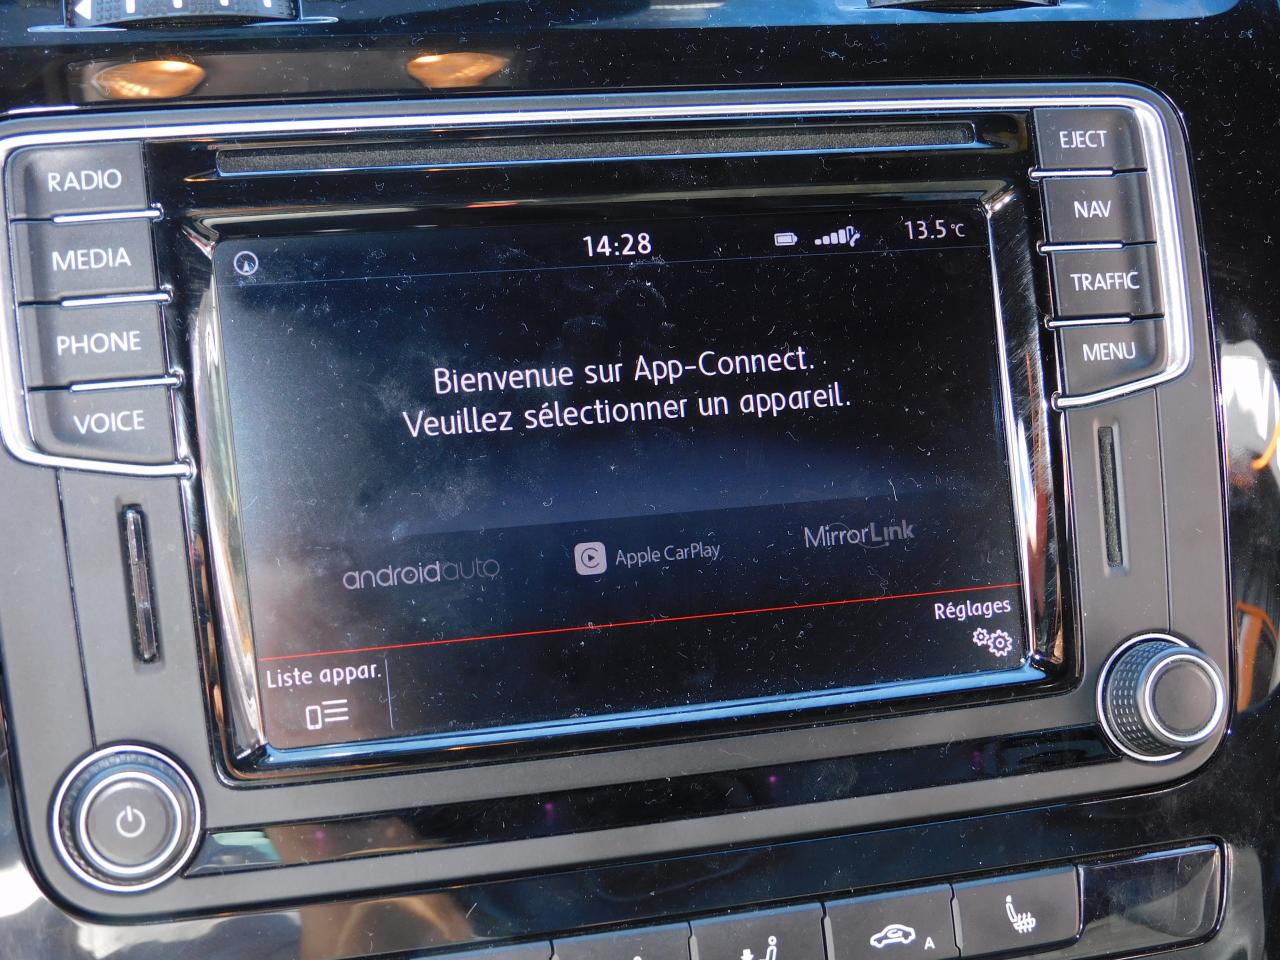 RADIO
MEDIA
PHONE
VOICE
EJECT
NAV
TRAFFIC
MENU
14:28
13.5°C
Bienvenue sur App-Connect.
Veuillez sélectionner un appareil.
androidauto
Apple CarPlay
MirrorLink
Réglages
Liste appar.
A